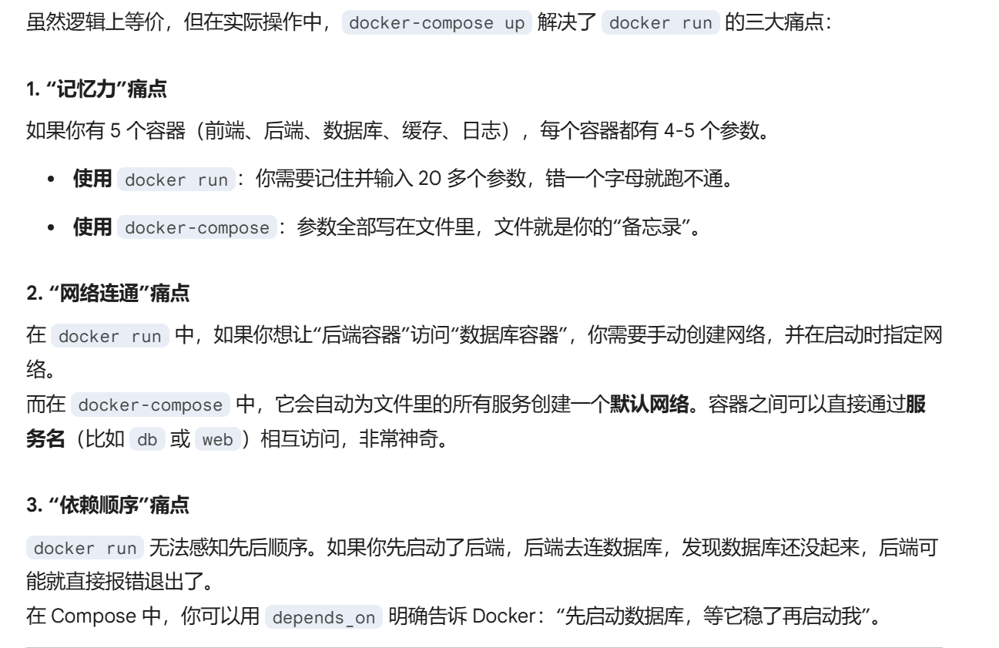 虽然逻辑上等价，但在实际操作中， docker-compose up 解决了 docker run 的三大痛点：
1. “记忆力”痛点
如果你有 5 个容器（前端、后端、数据库、缓存、日志），每个容器都有 4-5 个参数。
• 使用 docker run ：你需要记住并输入 20 多个参数，错一个字母就跑不通。
• 使用 docker-compose ：参数全部写在文件里，文件就是你的“备忘录”。
2. “网络连通”痛点
在 docker run 中，如果你想让“后端容器”访问“数据库容器”，你需要手动创建网络，并在启动时指定网
络。
而在 docker-compose 中，它会自动为文件里的所有服务创建一个默认网络。容器之间可以直接通过服
务名（比如 db 或 web ）相互访问，非常神奇。
3. “依赖顺序”痛点
docker run 无法感知先后顺序。如果你先启动了后端，后端去连数据库，发现数据库还没起来，后端可
能就直接报错退出了。
在 Compose 中，你可以用 depends_on 明确告诉 Docker：“先启动数据库，等它稳了再启动我”。